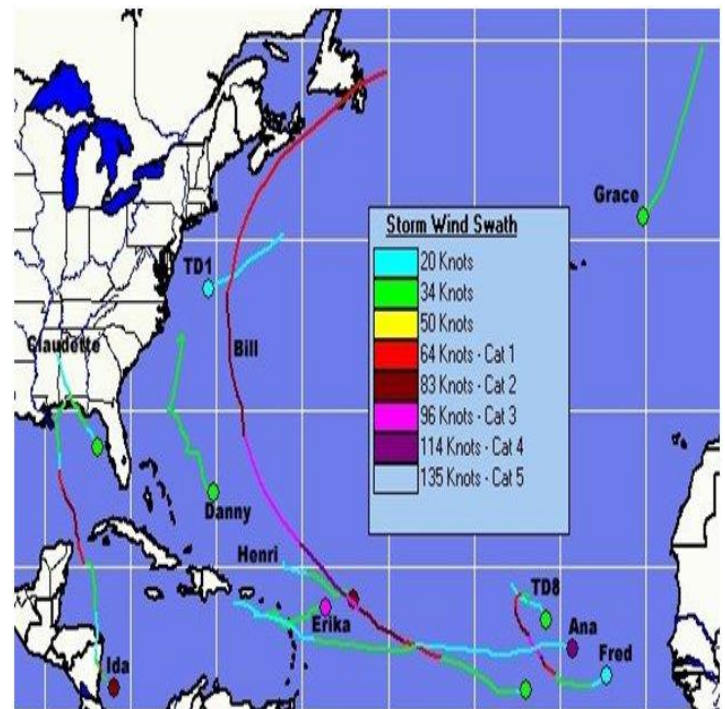 Grace
Storm Wind Swath
20 Knots
34 Knots
50 Knots
64 Knots - Cat 1
83 Knots - Cat 2
96 Knots - Cat 3
114 Knots - Cat 4
135 Knots - Cat 5
TD1
Claudette
Bill
Danny
Henri
Erika
TD8
Ana
Fred
Ida